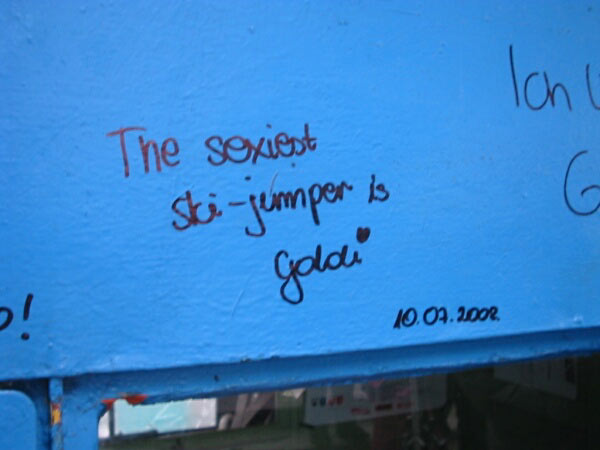 The sexiest
ski-jumper is
Goldi
10.07.2002
Ich
G
o!